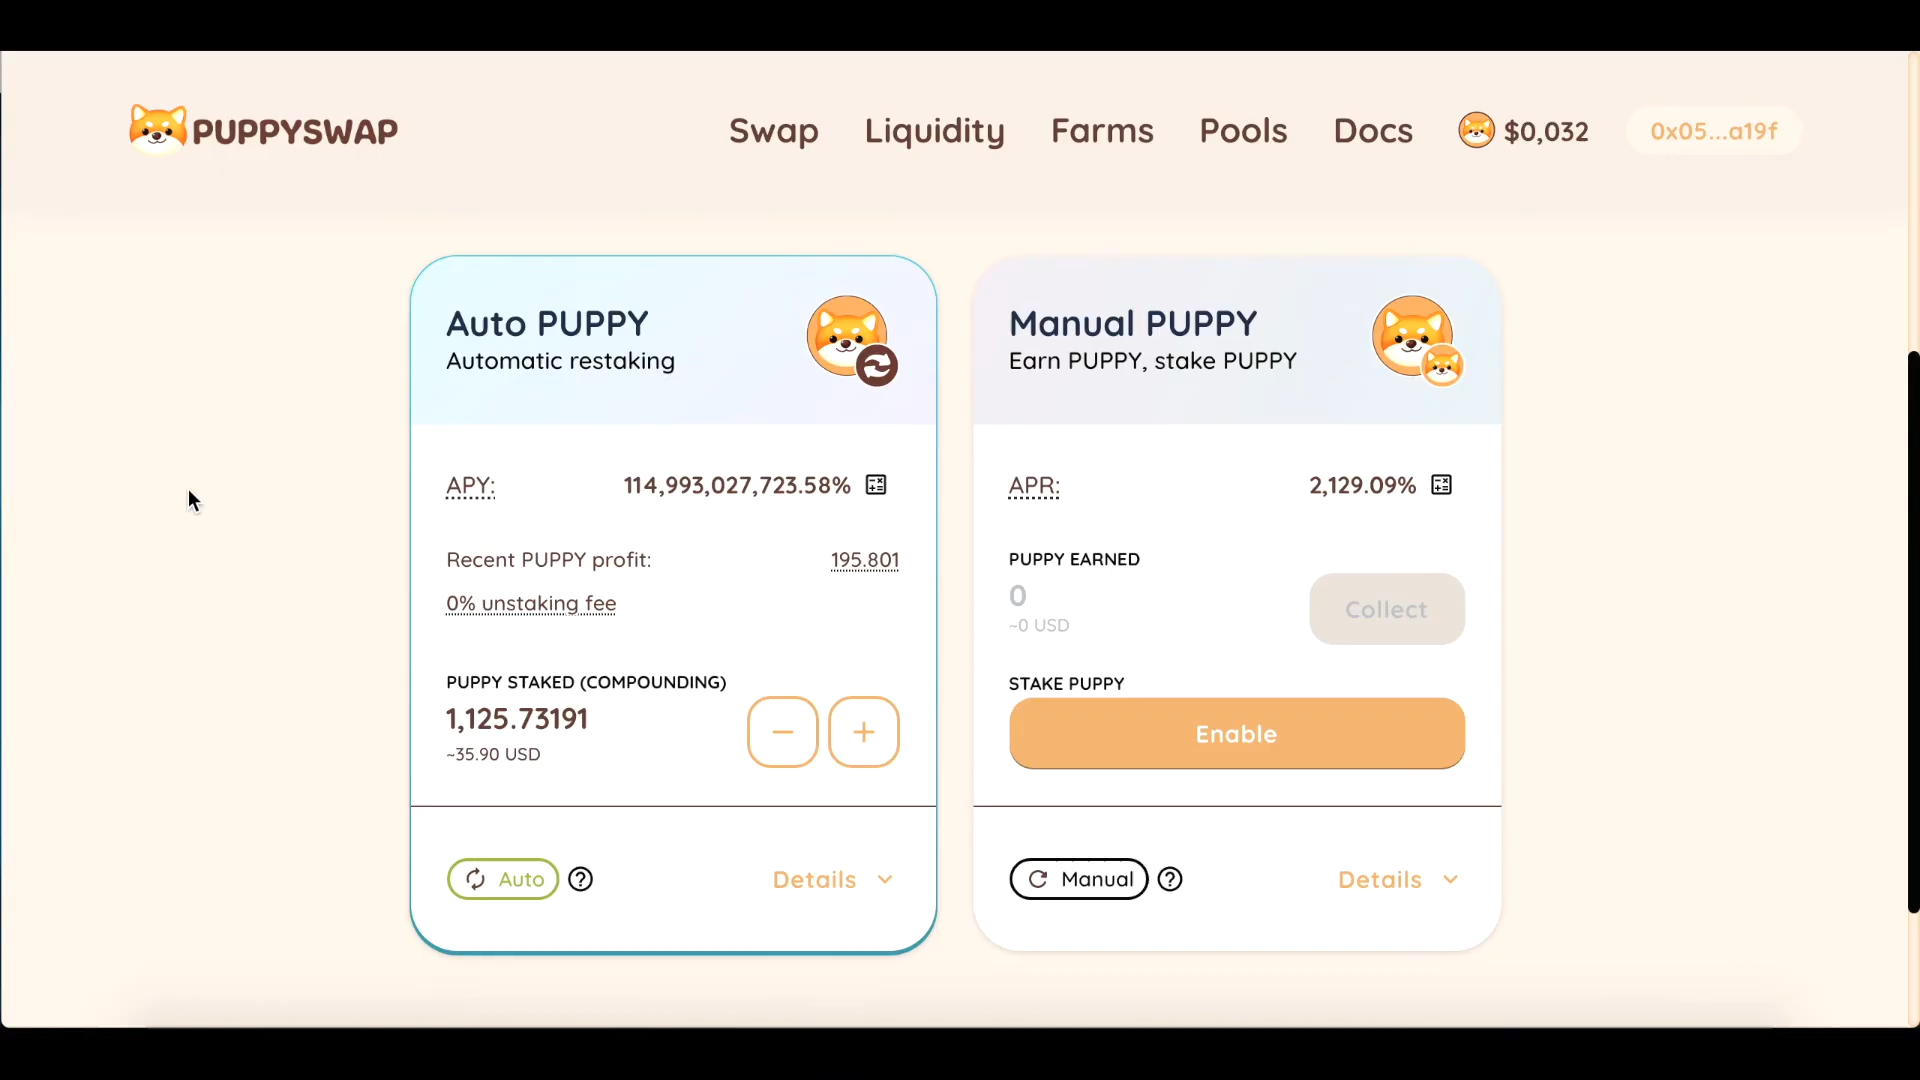 PUPPYSWAP
Swap Liquidity Farms Pools Docs $0,032 0x05...a19f
Auto PUPPY
Automatic restaking
APY: 114,993,027,723.58%
Recent PUPPY profit: 195.801
0% unstaking fee
PUPPY STAKED (COMPOUNDING)
1,125.73191
~35.90 USD
Auto Details
Manual PUPPY
Earn PUPPY, stake PUPPY
APR: 2,129.09%
PUPPY EARNED
0
~0 USD
Collect
STAKE PUPPY
Enable
Manual Details